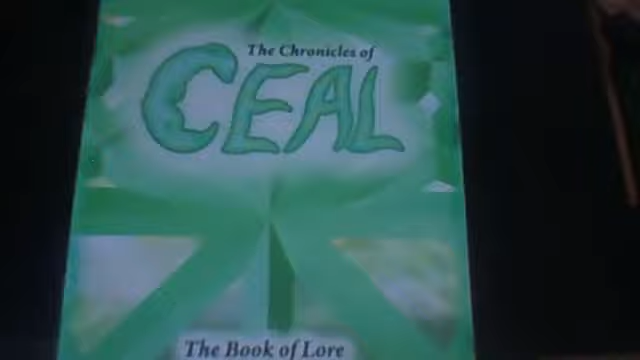 The Chronicles of
CEAL
The Book of Lore